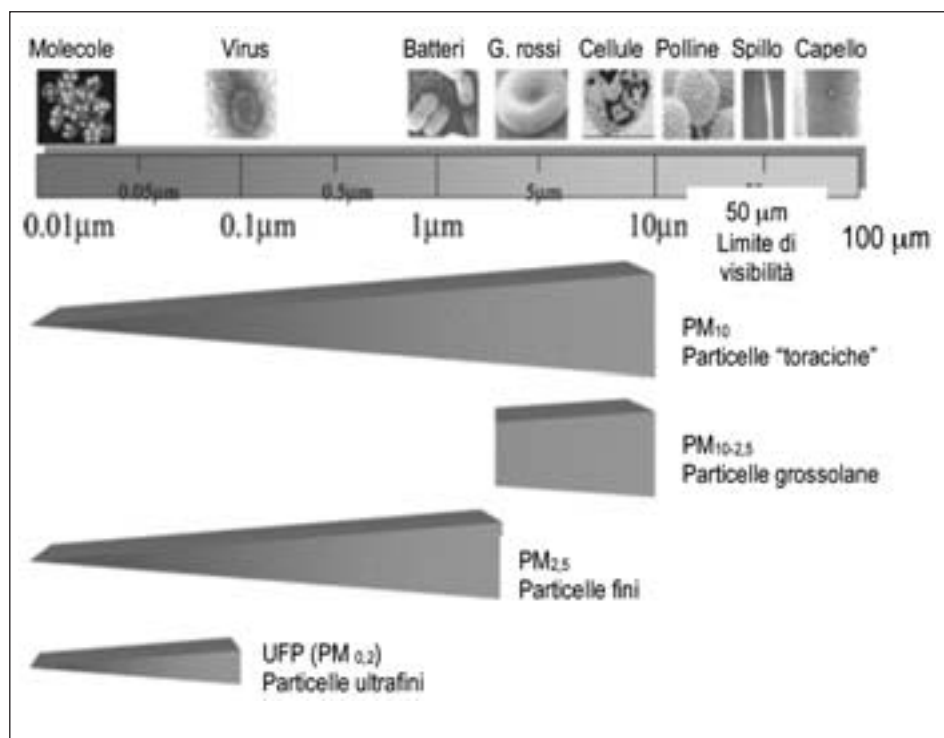 Molecole Virus Batteri G. rossi Cellule Polline Spillo Capello
0.05µm 0.5µm 5µm
0.01µm 0.1µm 1µm 10µm 50 µm 100 µm
Limite di
visibilità
PM10
Particelle “toraciche”
PM10-2,5
Particelle grossolane
PM2,5
Particelle fini
UFP (PM 0,2)
Particelle ultrafini